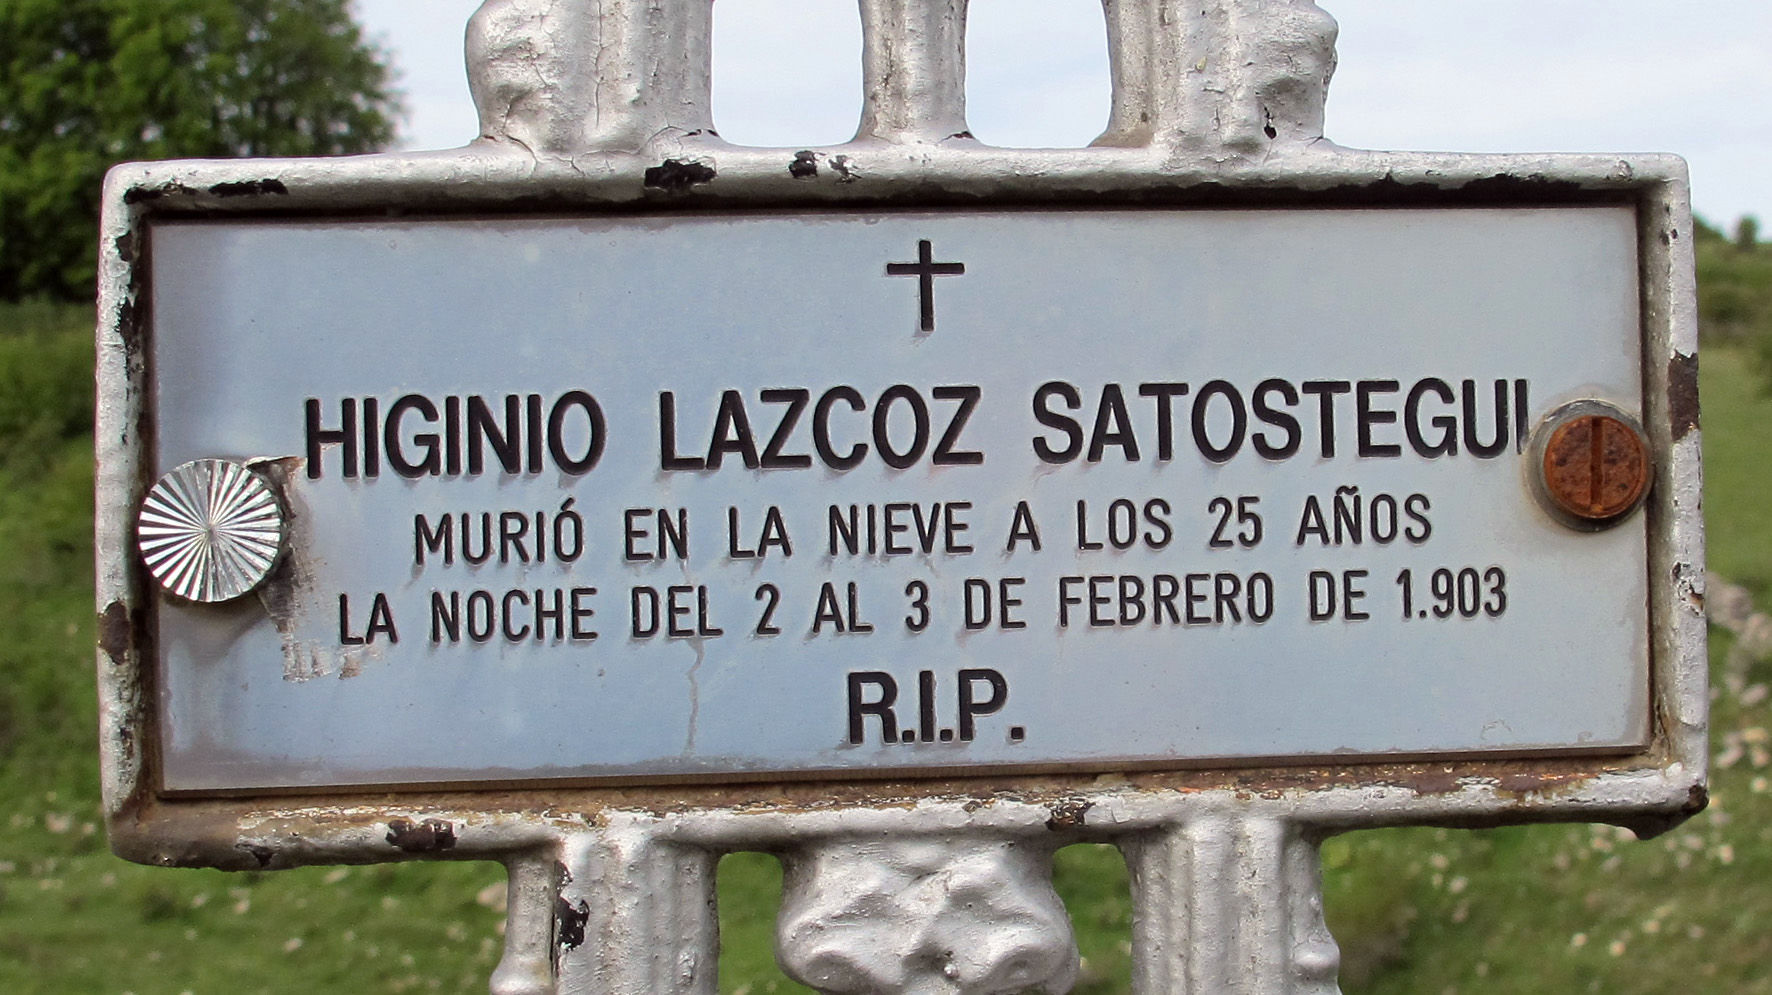 HIGINIO LAZCOZ SATOSTEGUI
MURIÓ EN LA NIEVE A LOS 25 AÑOS
LA NOCHE DEL 2 AL 3 DE FEBRERO DE 1.903
R.I.P.